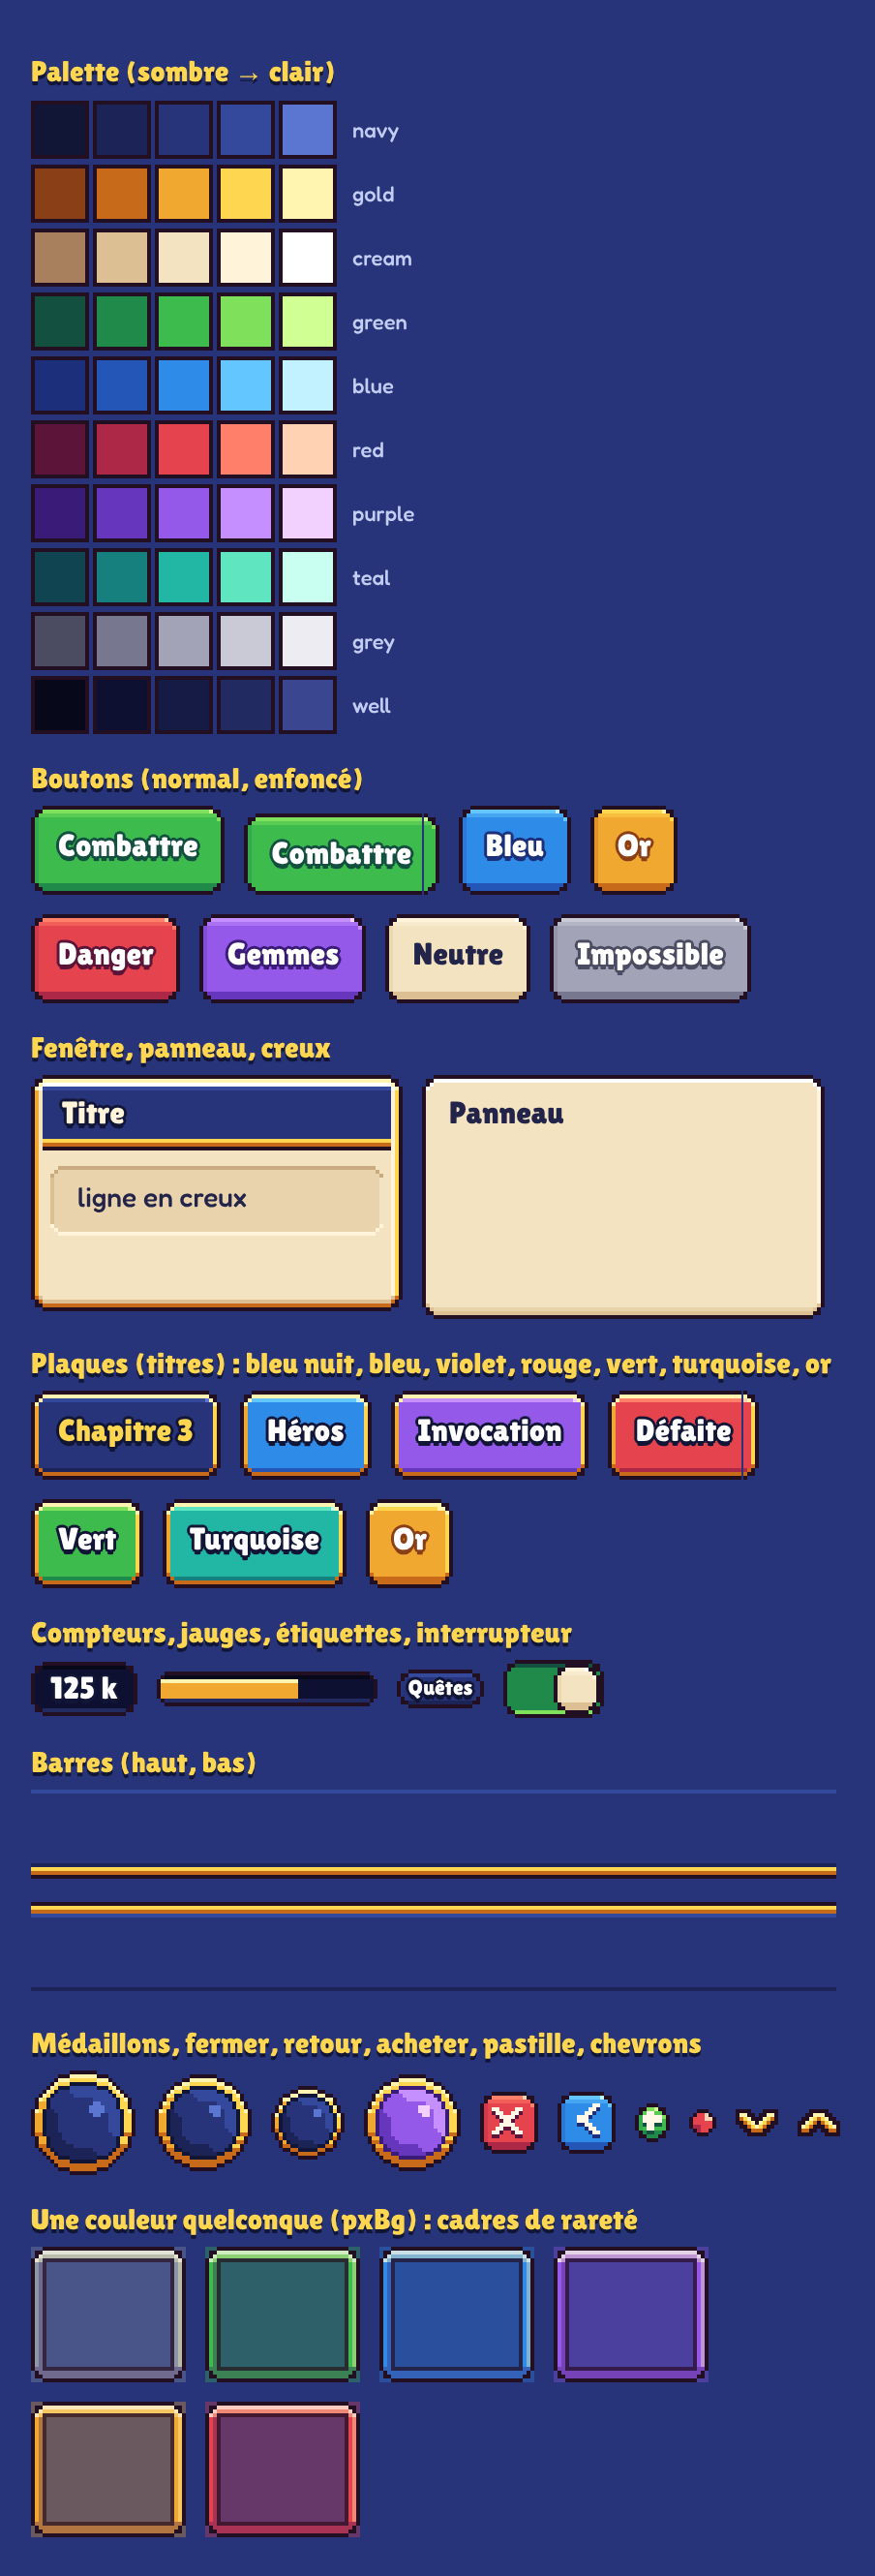 Palette (sombre → clair)
navy
gold
cream
green
blue
red
purple
teal
grey
well
Boutons (normal, enfoncé)
Combattre Combattre Bleu Or
Danger Gemmes Neutre Impossible
Fenêtre, panneau, creux
Titre Panneau
ligne en creux
Plaques (titres) : bleu nuit, bleu, violet, rouge, vert, turquoise, or
Chapitre 3 Héros Invocation Défaite
Vert Turquoise Or
Compteurs, jauges, étiquettes, interrupteur
125 k Quêtes
Barres (haut, bas)
Médaillons, fermer, retour, acheter, pastille, chevrons
Une couleur quelconque (pxBg) : cadres de rareté